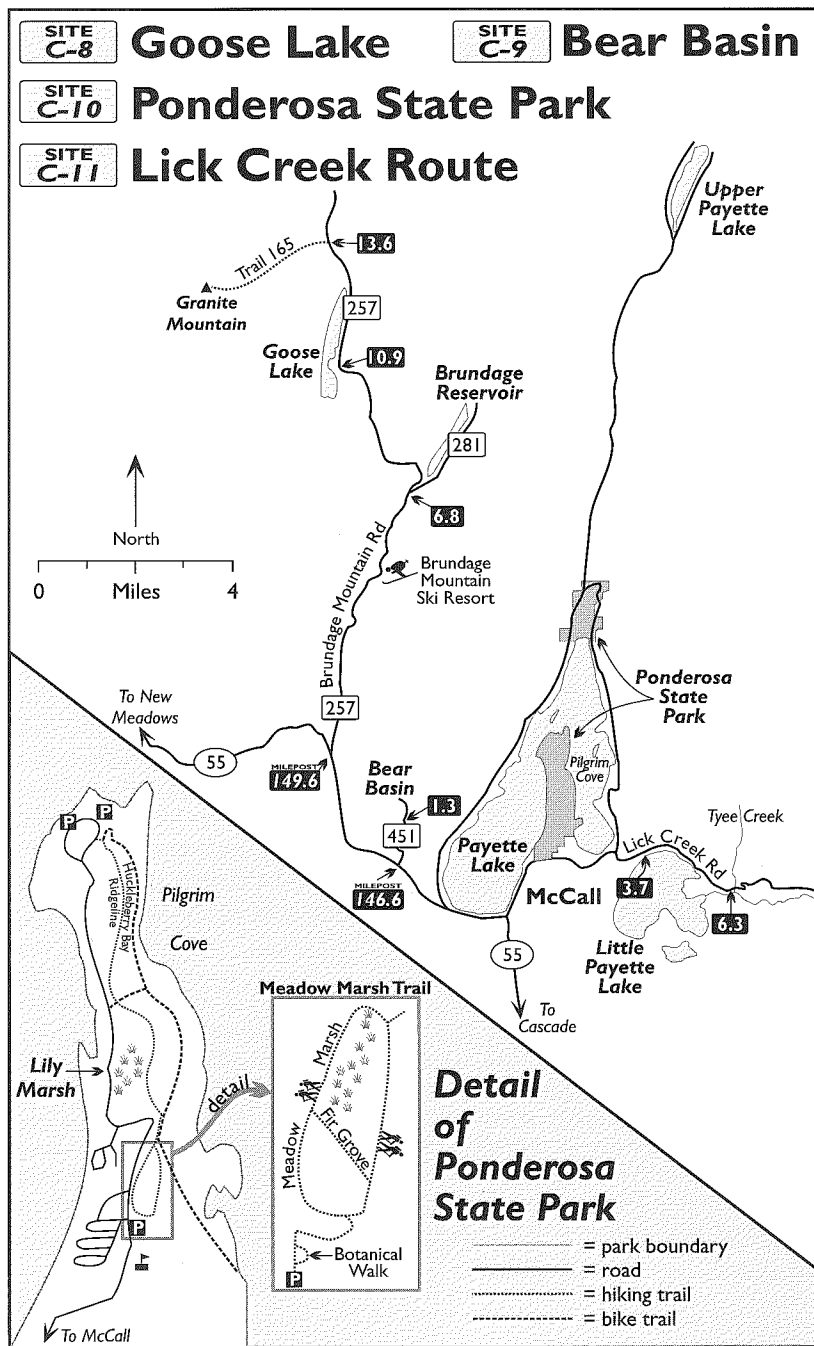 SITE
C-8
Goose Lake
SITE
C-9
Bear Basin
SITE
C-10
Ponderosa State Park
SITE
C-11
Lick Creek Route
Upper
Payette
Lake
13.6
Trail 165
Granite
Mountain
257
Goose
Lake
10.9
Brundage
Reservoir
281
6.8
North
0
Miles
4
Brundage Mountain Rd
Brundage
Mountain
Ski Resort
257
Ponderosa
State
Park
To New
Meadows
55
MILEPOST
149.6
Bear
Basin
1.3
451
MILEPOST
146.6
Pilgrim
Cove
Payette
Lake
McCall
Lick Creek Rd
Tyee Creek
3.7
6.3
Little
Payette
Lake
55
To
Cascade
P
P
Huckleberry Bay
Ridgeline
Pilgrim
Cove
Lily
Marsh
detail
P
To McCall
Meadow Marsh Trail
Marsh
Fir Grove
Meadow
Botanical
Walk
P
Detail
of
Ponderosa
State Park
= park boundary
= road
= hiking trail
= bike trail